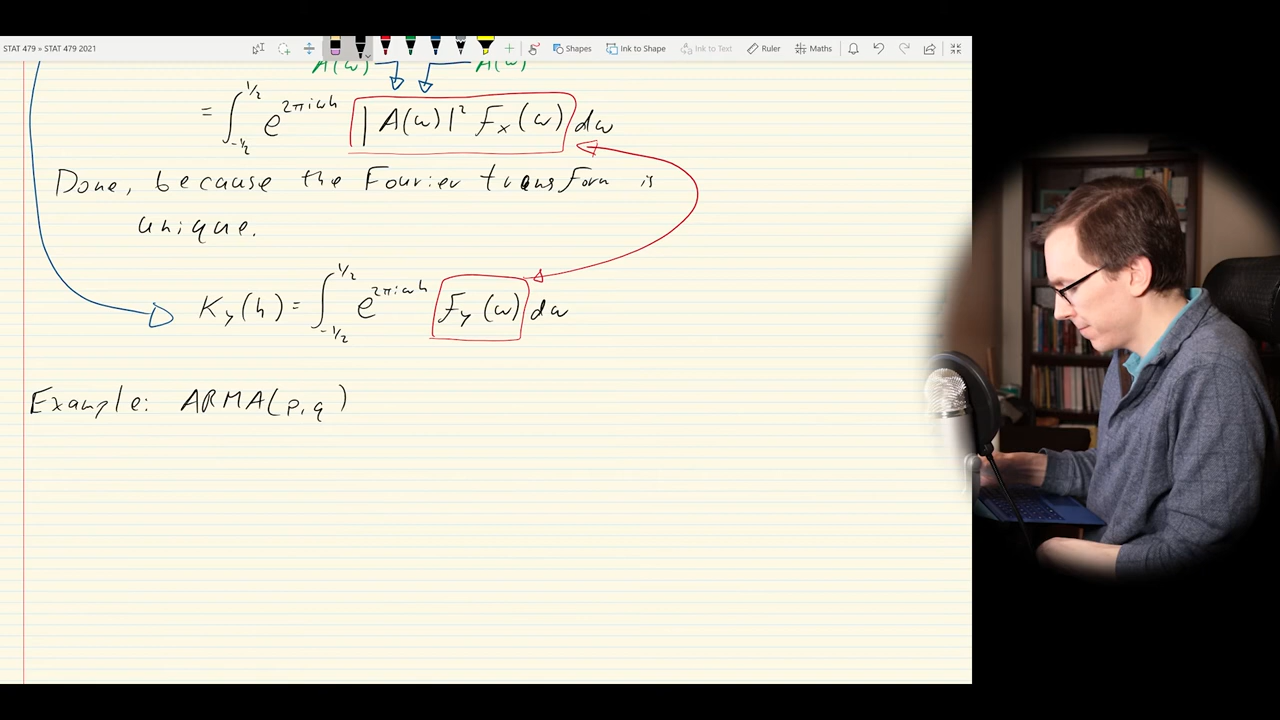 STAT 479 » STAT 479 2021
Shapes Ink to Shape Ink to Text Ruler Maths
A(ω) A(ω)
= ∫_{-1/2}^{1/2} e^{2πiωh} |A(ω)|² f_x(ω) dω
Done, because the Fourier transform is
unique.
K_y(h) = ∫_{-1/2}^{1/2} e^{2πiωh} f_y(ω) dω
Example: ARMA(p,q)